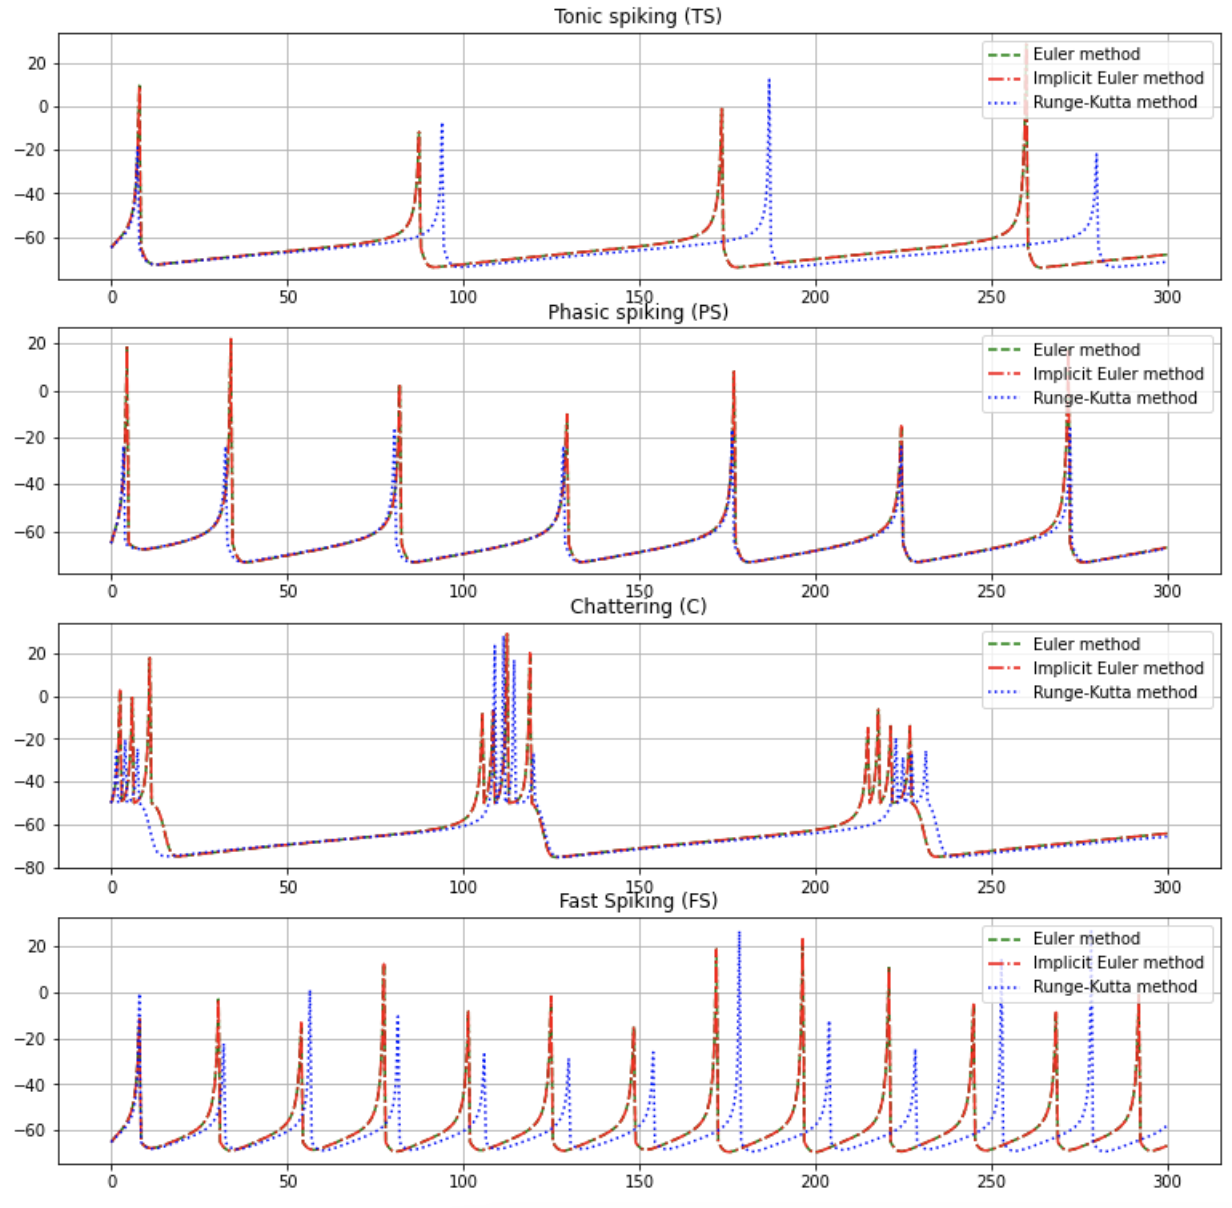 Tonic spiking (TS)
20
0
−20
−40
−60
Euler method
Implicit Euler method
Runge-Kutta method
0 50 100 150 200 250 300
Phasic spiking (PS)
20
0
−20
−40
−60
Euler method
Implicit Euler method
Runge-Kutta method
0 50 100 150 200 250 300
Chattering (C)
20
0
−20
−40
−60
−80
Euler method
Implicit Euler method
Runge-Kutta method
0 50 100 150 200 250 300
Fast Spiking (FS)
20
0
−20
−40
−60
Euler method
Implicit Euler method
Runge-Kutta method
0 50 100 150 200 250 300